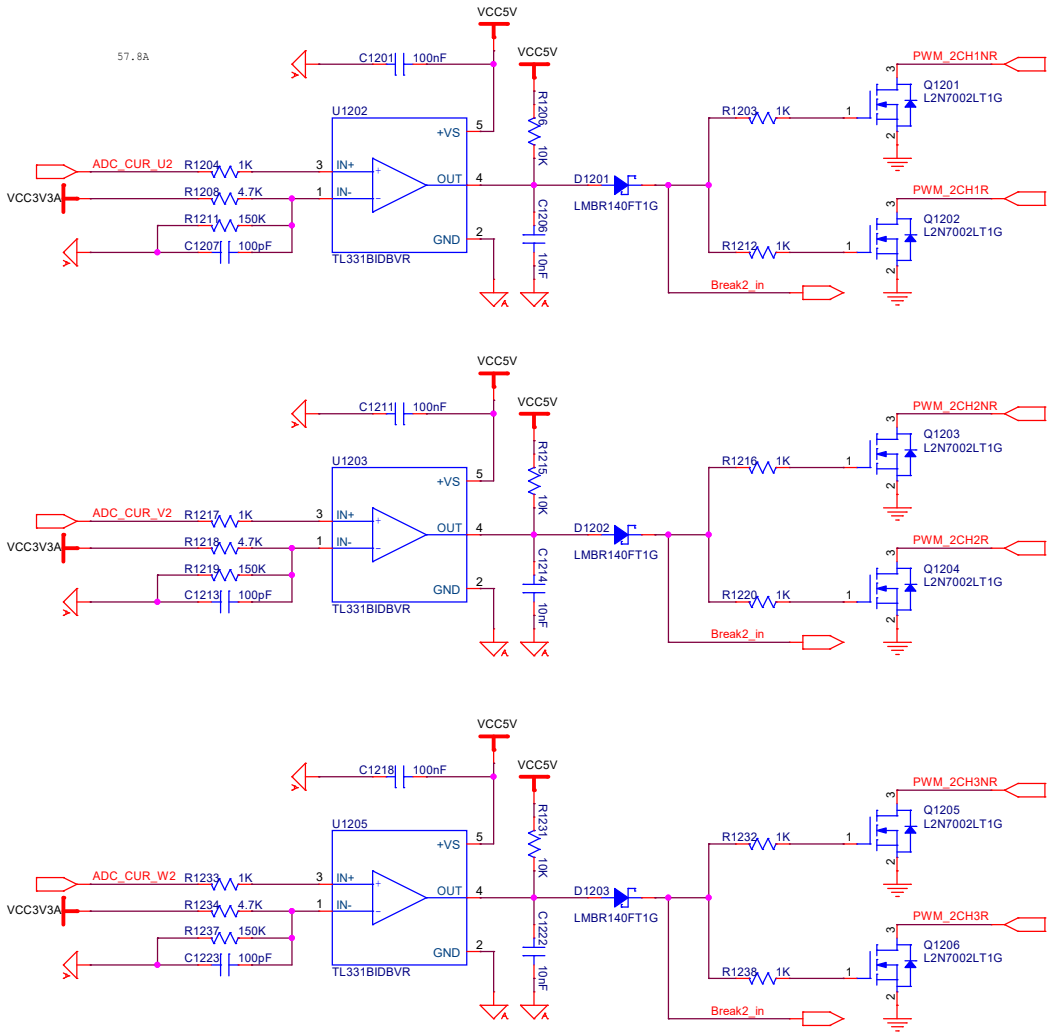 57.8A
VCC5V
C1201 100nF
VCC5V
R1206
10K
U1202
+VS
5
ADC_CUR_U2
R1204 1K
3 IN+
VCC3V3A
R1208 4.7K
1 IN-
OUT 4
R1211 150K
C1207 100pF
GND
2
TL331BIDBVR
C1206
10nF
A
A
A
A
D1201
LMBR140FT1G
R1203 1K
1
3
2
Q1201
L2N7002LT1G
PWM_2CH1NR
R1212 1K
1
3
2
Q1202
L2N7002LT1G
PWM_2CH1R
Break2_in
VCC5V
C1211 100nF
VCC5V
R1215
10K
U1203
+VS
5
ADC_CUR_V2
R1217 1K
3 IN+
VCC3V3A
R1218 4.7K
1 IN-
OUT 4
R1219 150K
C1213 100pF
GND
2
TL331BIDBVR
C1214
10nF
A
A
A
A
D1202
LMBR140FT1G
R1216 1K
1
3
2
Q1203
L2N7002LT1G
PWM_2CH2NR
R1220 1K
1
3
2
Q1204
L2N7002LT1G
PWM_2CH2R
Break2_in
VCC5V
C1218 100nF
VCC5V
R1231
10K
U1205
+VS
5
ADC_CUR_W2
R1233 1K
3 IN+
VCC3V3A
R1234 4.7K
1 IN-
OUT 4
R1237 150K
C1223 100pF
GND
2
TL331BIDBVR
C1222
10nF
A
A
A
A
D1203
LMBR140FT1G
R1232 1K
1
3
2
Q1205
L2N7002LT1G
PWM_2CH3NR
R1238 1K
1
3
2
Q1206
L2N7002LT1G
PWM_2CH3R
Break2_in